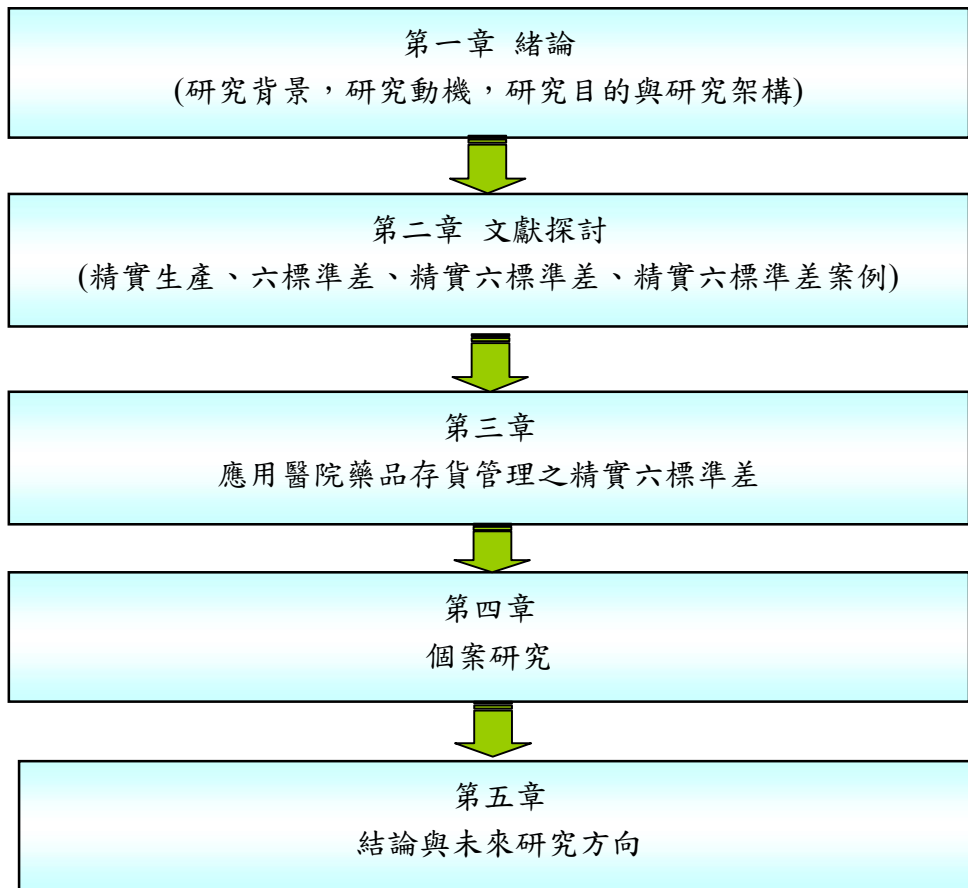 第一章 緒論
(研究背景，研究動機，研究目的與研究架構)
第二章 文獻探討
(精實生產、六標準差、精實六標準差、精實六標準差案例)
第三章
應用醫院藥品存貨管理之精實六標準差
第四章
個案研究
第五章
結論與未來研究方向